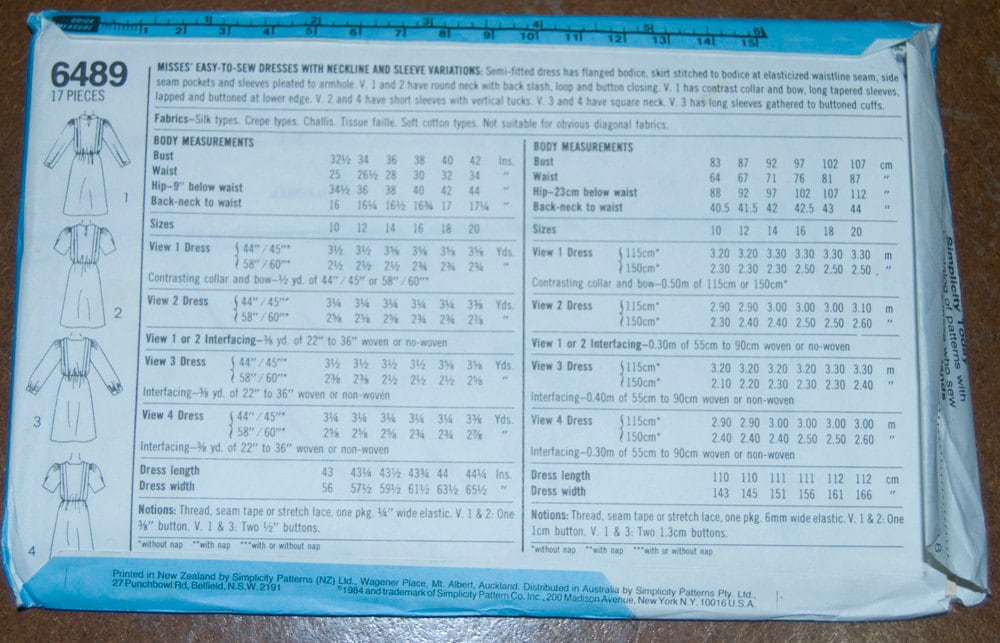 QUICK MEASURE
1 2 3 4 5 6
1 2 3 4 5 6 7 8 9 10 11 12 13 14 15
6489
17 PIECES
MISSES' EASY-TO-SEW DRESSES WITH NECKLINE AND SLEEVE VARIATIONS: Semi-fitted dress has flanged bodice, skirt stitched to bodice at elasticized waistline seam, side
seam pockets and sleeves pleated to armhole. V. 1 and 2 have round neck with back slash, loop and button closing. V. 1 has contrast collar and bow, long tapered sleeves,
lapped and buttoned at lower edge. V. 2 and 4 have short sleeves with vertical tucks. V. 3 and 4 have square neck. V. 3 has long sleeves gathered to buttoned cuffs.
Fabrics—Silk types. Crepe types. Challis. Tissue faille. Soft cotton types. Not suitable for obvious diagonal fabrics.
1
2
3
4
BODY MEASUREMENTS
Bust 32½ 34 36 38 40 42 Ins.
Waist 25 26½ 28 30 32 34 "
Hip—9" below waist 34½ 36 38 40 42 44 "
Back-neck to waist 16 16¼ 16½ 16¾ 17 17¼ "
Sizes 10 12 14 16 18 20
View 1 Dress 44"/45"* 3½ 3½ 3⅝ 3⅝ 3⅝ 3⅝ Yds.
58"/60"** 2½ 2½ 2½ 2¾ 2¾ 2¾ "
Contrasting collar and bow—½ yd. of 44"/45" or 58"/60"**
View 2 Dress 44"/45"* 3¼ 3¼ 3¼ 3¼ 3¼ 3⅜ Yds.
58"/60"** 2⅝ 2⅝ 2⅝ 2¾ 2¾ 2⅞ "
View 1 or 2 Interfacing—⅜ yd. of 22" to 36" woven or no-woven
View 3 Dress 44"/45"* 3½ 3½ 3½ 3½ 3⅝ 3⅝ Yds.
58"/60"** 2⅜ 2⅜ 2½ 2½ 2½ 2⅝ "
Interfacing—⅜ yd. of 22" to 36" woven or non-woven
View 4 Dress 44"/45"* 3¼ 3¼ 3¼ 3¼ 3¼ 3⅜ Yds.
58"/60"** 2⅝ 2⅝ 2⅝ 2¾ 2¾ 2⅞ "
Interfacing—⅜ yd. of 22" to 36" woven or non-woven
Dress length 43 43¼ 43½ 43¾ 44 44¼ Ins.
Dress width 56 57½ 59½ 61½ 63½ 65½ "
Notions: Thread, seam tape or stretch lace, one pkg. ¼" wide elastic. V. 1 & 2: One
⅜" button. V. 1 & 3: Two ½" buttons.
*without nap **with nap ***with or without nap
BODY MEASUREMENTS
Bust 83 87 92 97 102 107 cm
Waist 64 67 71 76 81 87 "
Hip—23cm below waist 88 92 97 102 107 112 "
Back-neck to waist 40.5 41.5 42 42.5 43 44 "
Sizes 10 12 14 16 18 20
View 1 Dress 115cm* 3.20 3.20 3.30 3.30 3.30 3.30 m
150cm* 2.30 2.30 2.30 2.50 2.50 2.50 "
Contrasting collar and bow—0.50m of 115cm or 150cm*
View 2 Dress 115cm* 2.90 2.90 3.00 3.00 3.00 3.10 m
150cm* 2.30 2.40 2.40 2.50 2.50 2.60 "
View 1 or 2 Interfacing—0.30m of 55cm to 90cm woven or no-woven
View 3 Dress 115cm* 3.20 3.20 3.20 3.20 3.30 3.30 m
150cm* 2.10 2.20 2.30 2.30 2.30 2.40 "
Interfacing—0.40m of 55cm to 90cm woven or non-woven
View 4 Dress 115cm* 2.90 2.90 3.00 3.00 3.00 3.00 m
150cm* 2.40 2.40 2.40 2.50 2.50 2.60 "
Interfacing—0.30m of 55cm to 90cm woven or non-woven
Dress length 110 110 111 111 112 112 cm
Dress width 143 145 151 156 161 166 "
Notions: Thread, seam tape or stretch lace, one pkg. 6mm wide elastic. V. 1 & 2: One
1cm button. V. 1 & 3: Two 1.3cm buttons.
*without nap **with nap ***with or without nap
Simplicity Today
of patterns with
who sew
Printed in New Zealand by Simplicity Patterns (NZ) Ltd., Wagener Place, Mt. Albert, Auckland. Distributed in Australia by Simplicity Patterns Pty. Ltd.,
27 Punchbowl Rd, Belfield, N.S.W. 2191 ©1984 and trademark of Simplicity Pattern Co. Inc., 200 Madison Avenue, New York N.Y. 10016 U.S.A.